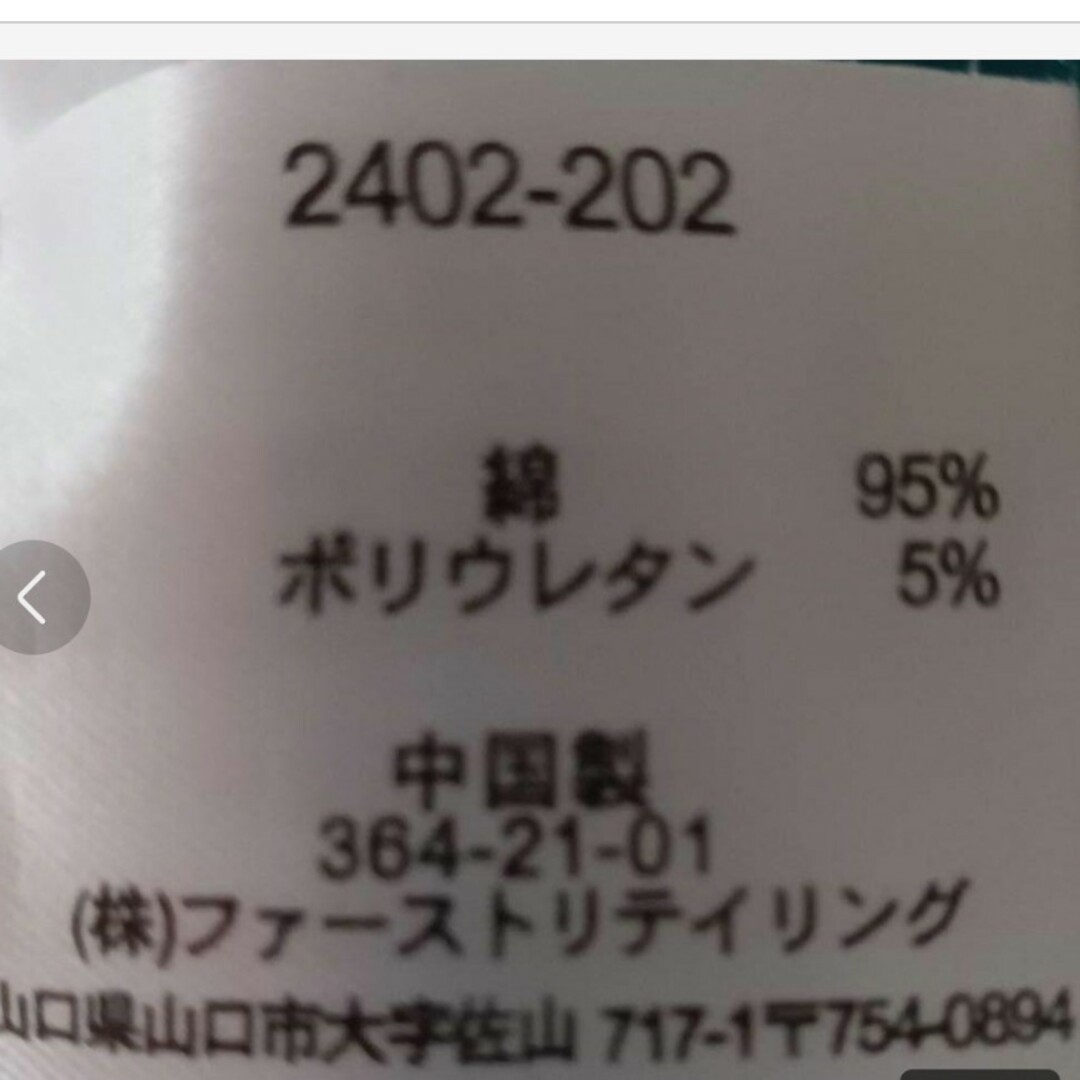 2402-202
綿 95%
ポリウレタン 5%
中国製
364-21-01
(株)ファーストリテイリング
山口県山口市大字佐山 717-1〒754-0894